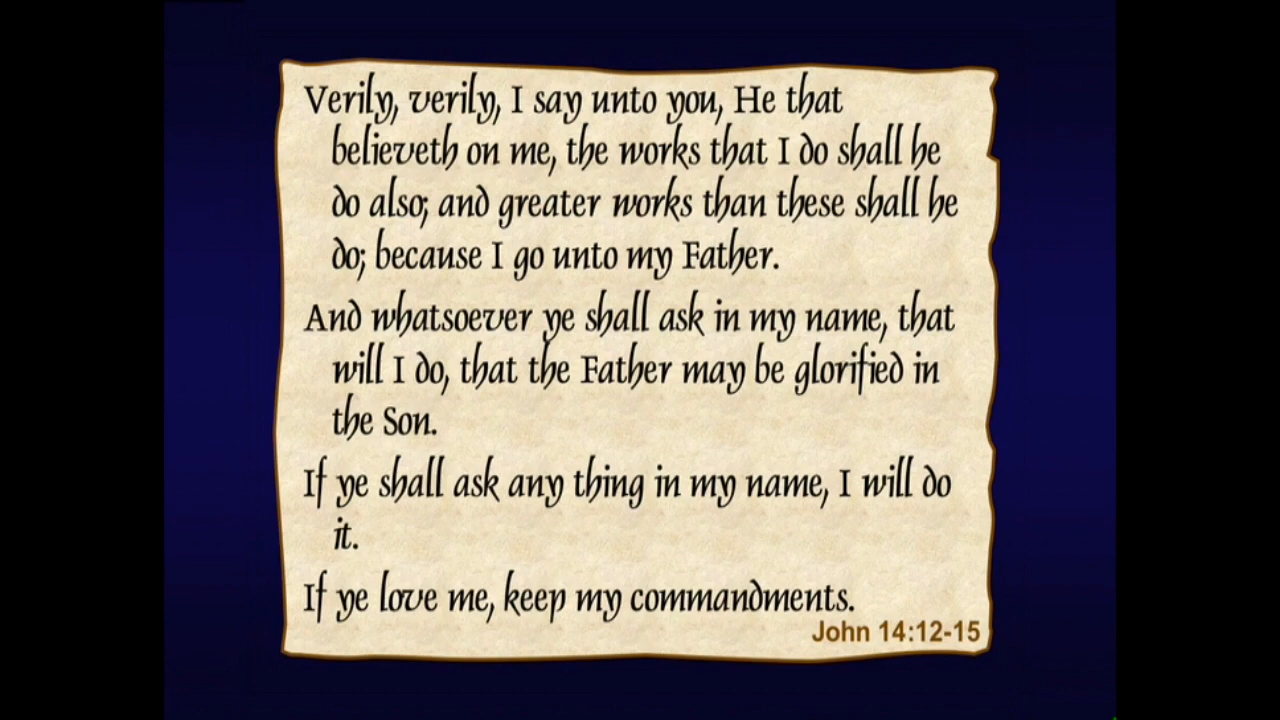 Verily, verily, I say unto you, He that
believeth on me, the works that I do shall he
do also; and greater works than these shall he
do; because I go unto my Father.
And whatsoever ye shall ask in my name, that
will I do, that the Father may be glorified in
the Son.
If ye shall ask any thing in my name, I will do
it.
If ye love me, keep my commandments.
John 14:12-15